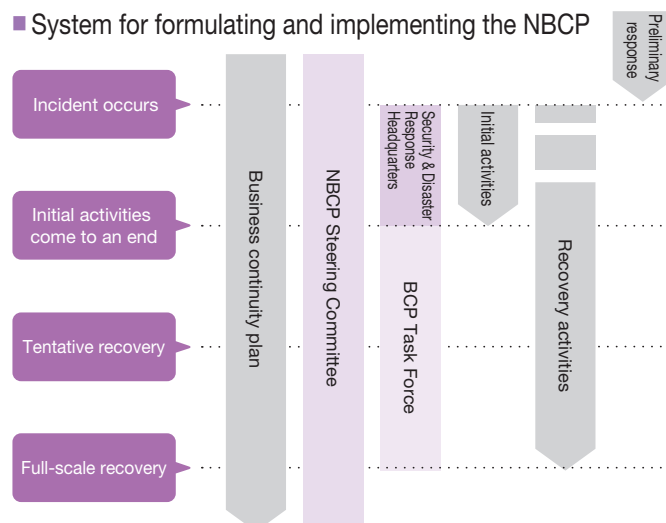 ■ System for formulating and implementing the NBCP
Preliminary
response
Incident occurs
Initial activities
come to an end
Tentative recovery
Full-scale recovery
Business continuity plan
NBCP Steering Committee
Security & Disaster
Response
Headquarters
BCP Task Force
Initial activities
Recovery activities